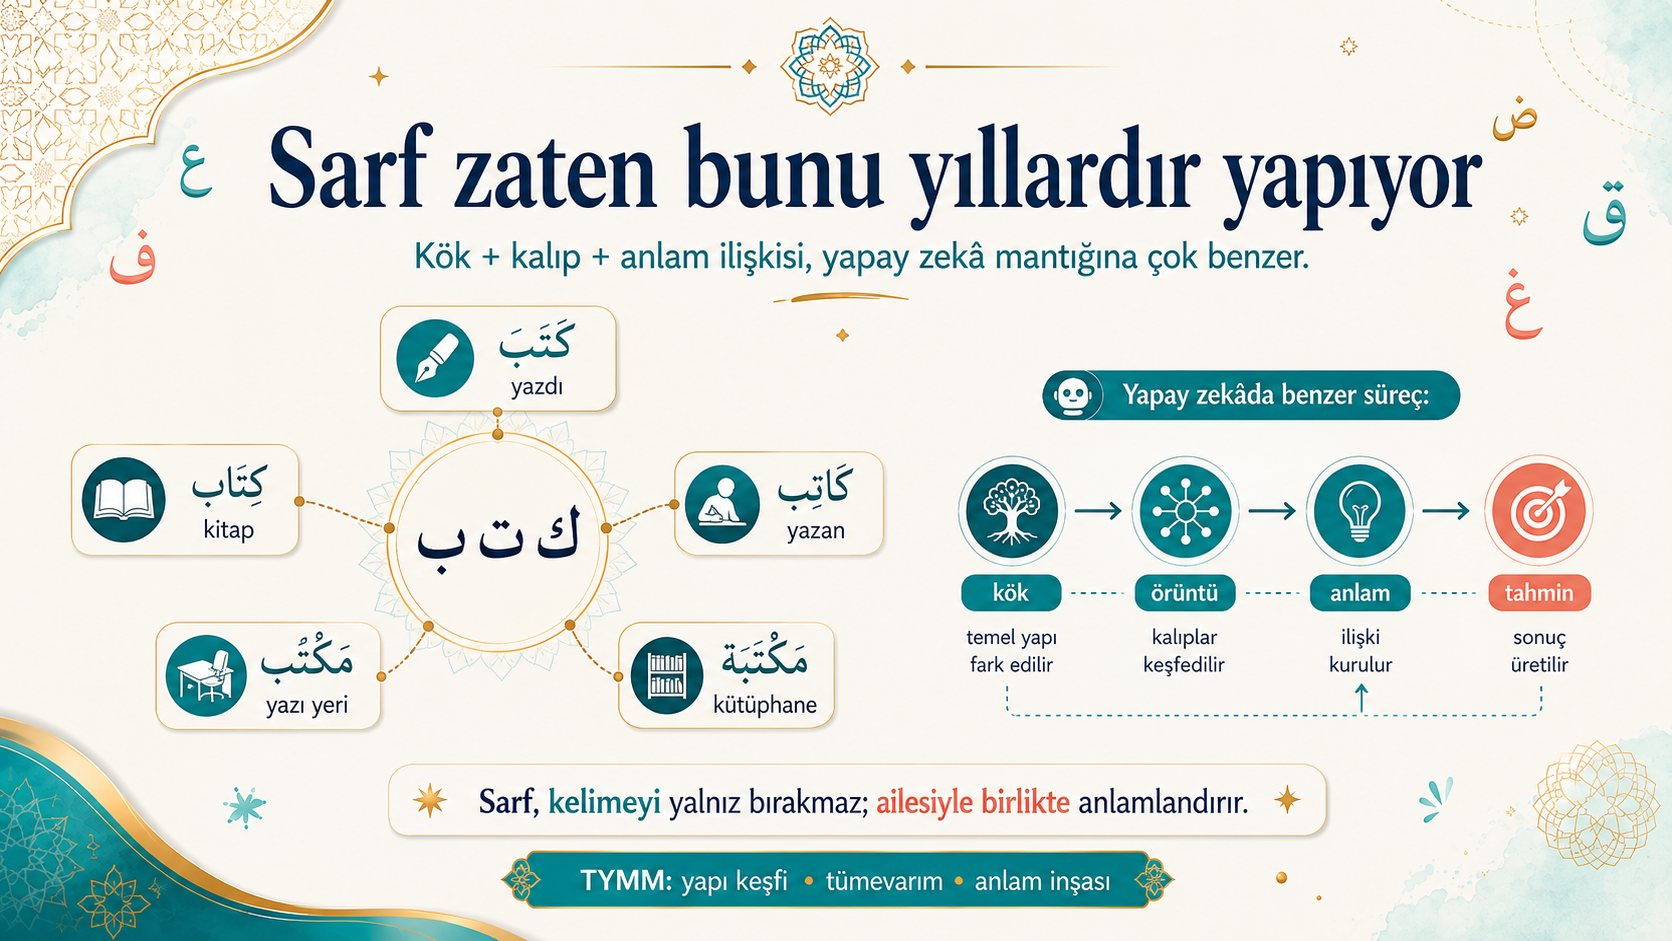 Sarf zaten bunu yıllardır yapıyor
Kök + kalıp + anlam ilişkisi, yapay zekâ mantığına çok benzer.
ع
ف
ض
ق
غ
كَتَبَ
yazdı
كِتَاب
kitap
كَاتِب
yazan
ك ت ب
مَكْتُب
yazı yeri
مَكْتَبَة
kütüphane
Yapay zekâda benzer süreç:
kök
örüntü
anlam
tahmin
temel yapı
fark edilir
kalıplar
keşfedilir
ilişki
kurulur
sonuç
üretilir
Sarf, kelimeyi yalnız bırakmaz; ailesiyle birlikte anlamlandırır.
TYMM: yapı keşfi • tümevarım • anlam inşası